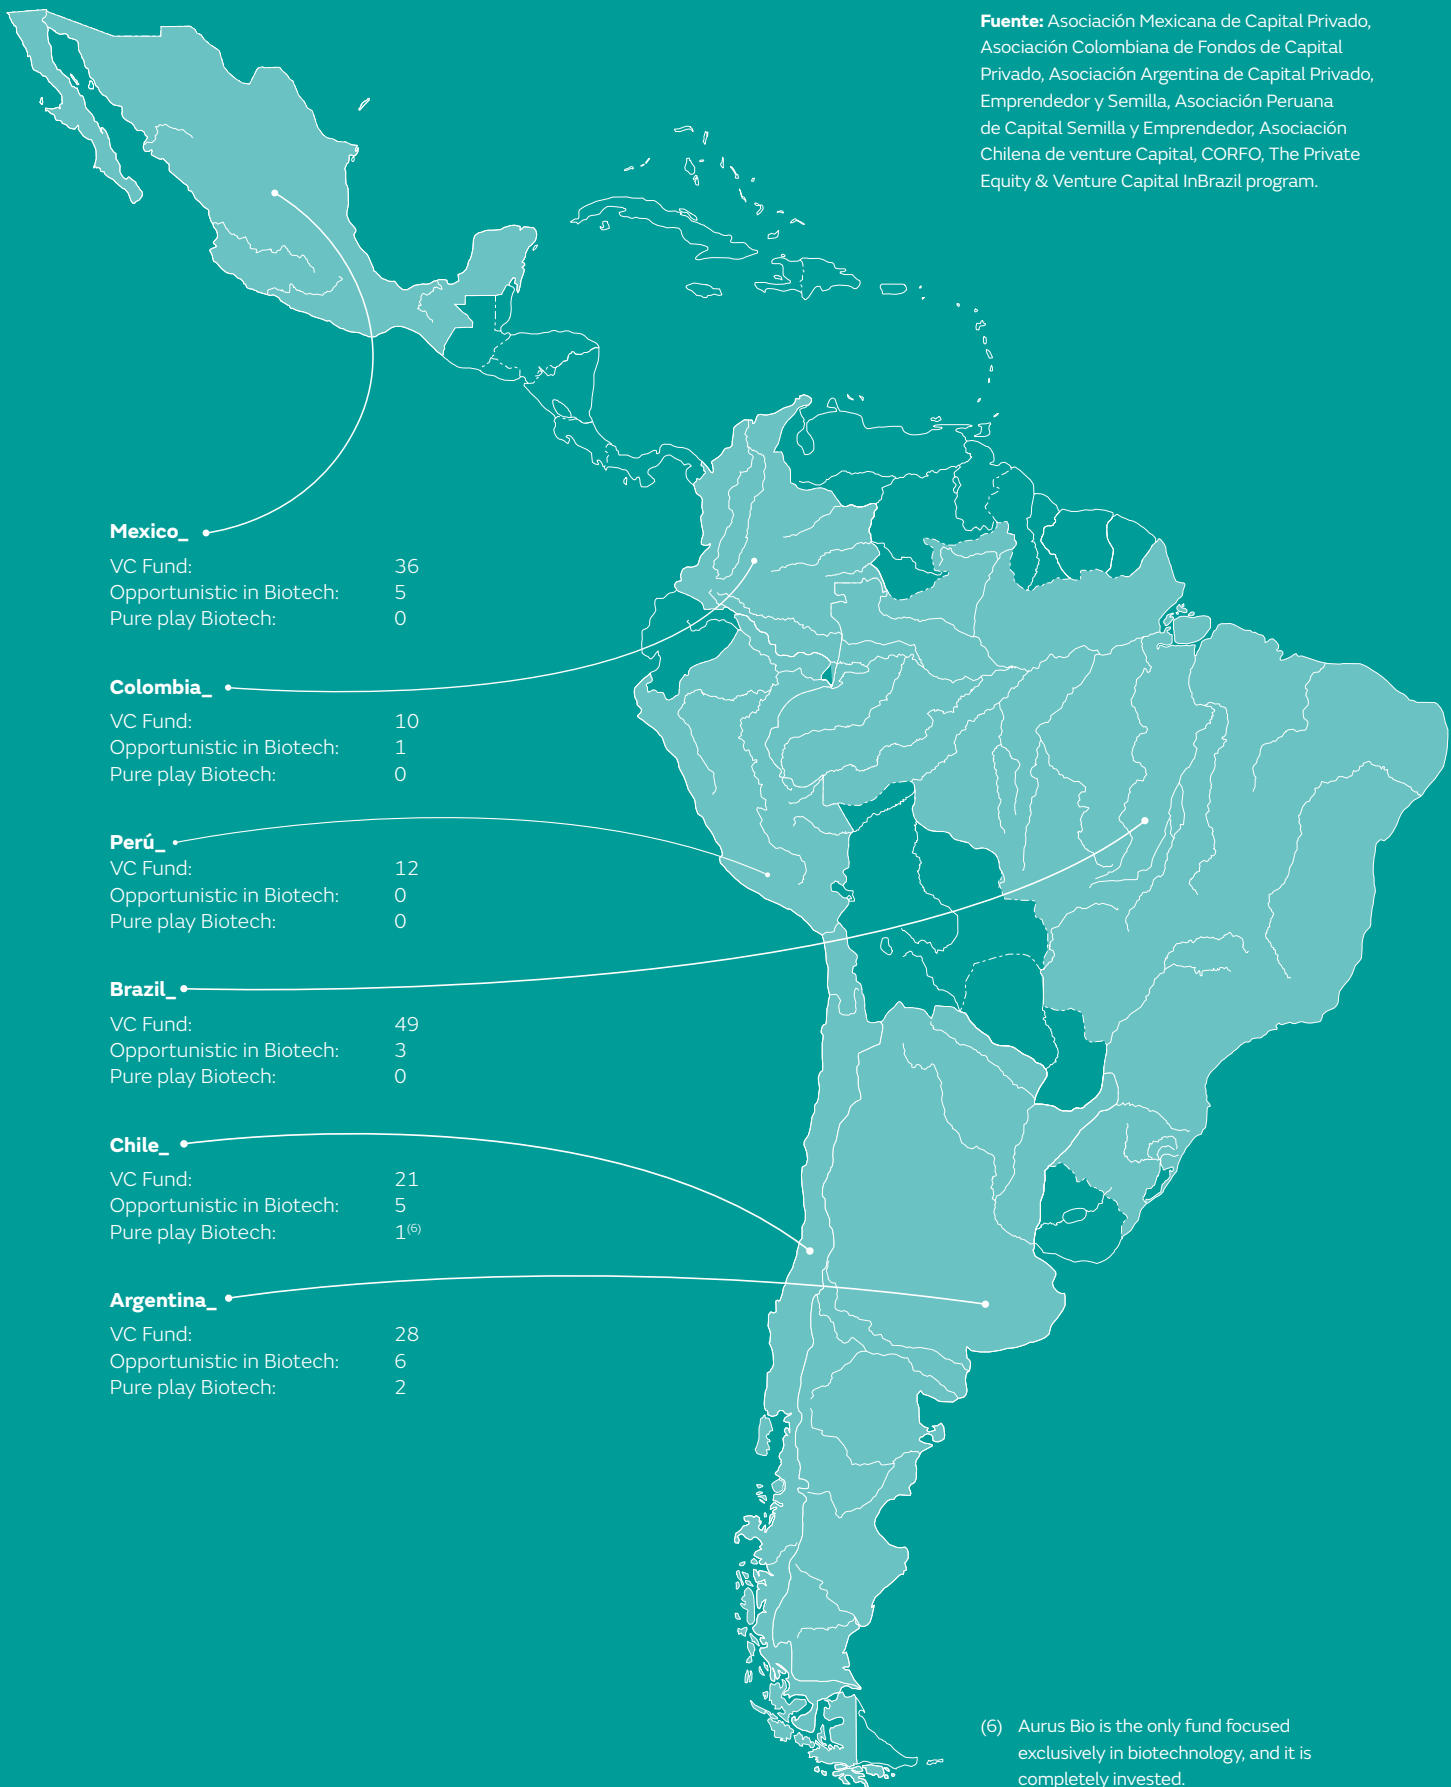 Fuente: Asociación Mexicana de Capital Privado,
Asociación Colombiana de Fondos de Capital
Privado, Asociación Argentina de Capital Privado,
Emprendedor y Semilla, Asociación Peruana
de Capital Semilla y Emprendedor, Asociación
Chilena de venture Capital, CORFO, The Private
Equity & Venture Capital InBrazil program.
Mexico_
VC Fund: 36
Opportunistic in Biotech: 5
Pure play Biotech: 0
Colombia_
VC Fund: 10
Opportunistic in Biotech: 1
Pure play Biotech: 0
Perú_
VC Fund: 12
Opportunistic in Biotech: 0
Pure play Biotech: 0
Brazil_
VC Fund: 49
Opportunistic in Biotech: 3
Pure play Biotech: 0
Chile_
VC Fund: 21
Opportunistic in Biotech: 5
Pure play Biotech: 1(6)
Argentina_
VC Fund: 28
Opportunistic in Biotech: 6
Pure play Biotech: 2
(6) Aurus Bio is the only fund focused
exclusively in biotechnology, and it is
completely invested.